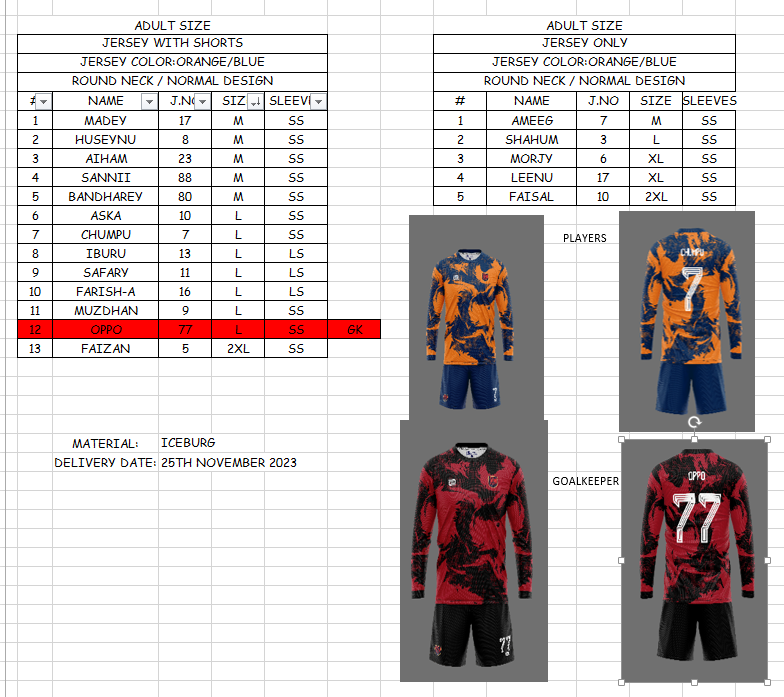 ADULT SIZE
JERSEY WITH SHORTS
JERSEY COLOR:ORANGE/BLUE
ROUND NECK / NORMAL DESIGN
# NAME J.N SIZ SLEEV
1 MADEY 17 M SS
2 HUSEYNU 8 M SS
3 AIHAM 23 M SS
4 SANNII 88 M SS
5 BANDHAREY 80 M SS
6 ASKA 10 L SS
7 CHUMPU 7 L SS
8 IBURU 13 L LS
9 SAFARY 11 L LS
10 FARISH-A 16 L LS
11 MUZDHAN 9 L SS
12 OPPO 77 L SS GK
13 FAIZAN 5 2XL SS
MATERIAL: ICEBURG
DELIVERY DATE: 25TH NOVEMBER 2023
ADULT SIZE
JERSEY ONLY
JERSEY COLOR:ORANGE/BLUE
ROUND NECK / NORMAL DESIGN
# NAME J.NO SIZE SLEEVES
1 AMEEG 7 M SS
2 SHAHUM 3 L SS
3 MORJY 6 XL SS
4 LEENU 17 XL SS
5 FAISAL 10 2XL SS
PLAYERS
CHUMPU
7
7
GOALKEEPER
OPPO
77
77